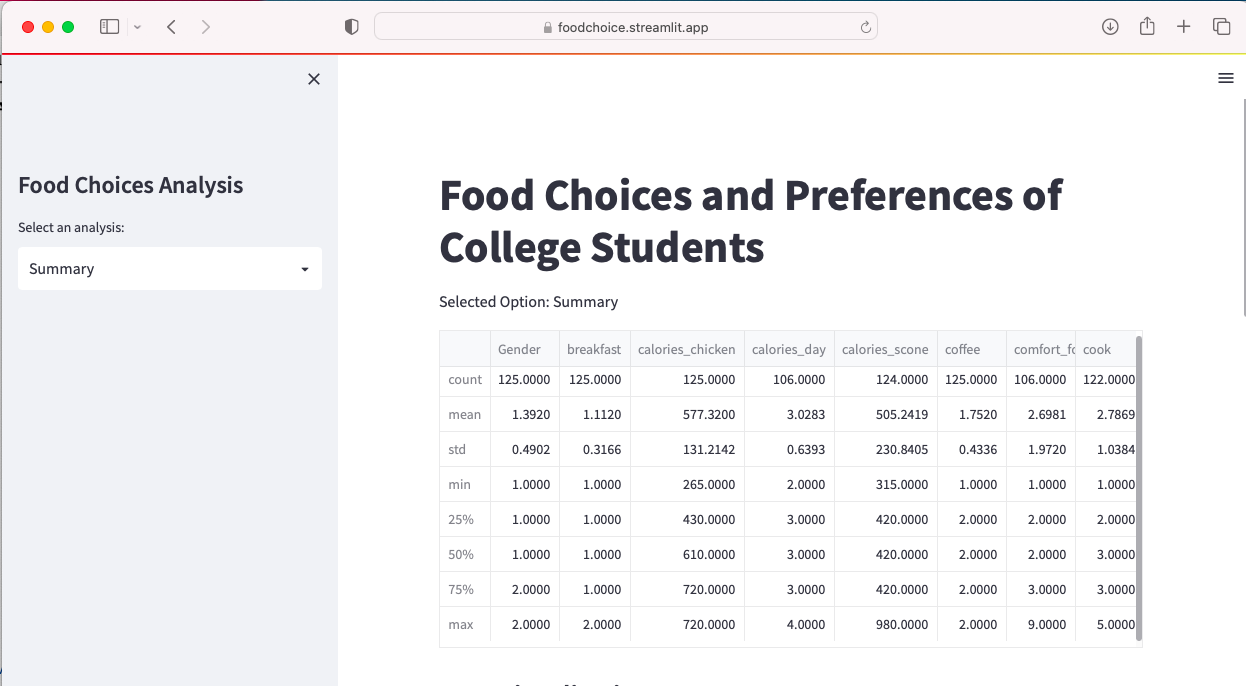 foodchoice.streamlit.app
Food Choices Analysis
Select an analysis:
Summary
Food Choices and Preferences of
College Students
Selected Option: Summary
Gender breakfast calories_chicken calories_day calories_scone coffee comfort_fo cook
count 125.0000 125.0000 125.0000 106.0000 124.0000 125.0000 106.0000 122.0000
mean 1.3920 1.1120 577.3200 3.0283 505.2419 1.7520 2.6981 2.7869
std 0.4902 0.3166 131.2142 0.6393 230.8405 0.4336 1.9720 1.0384
min 1.0000 1.0000 265.0000 2.0000 315.0000 1.0000 1.0000 1.0000
25% 1.0000 1.0000 430.0000 3.0000 420.0000 2.0000 2.0000 2.0000
50% 1.0000 1.0000 610.0000 3.0000 420.0000 2.0000 2.0000 3.0000
75% 2.0000 1.0000 720.0000 3.0000 420.0000 2.0000 3.0000 3.0000
max 2.0000 2.0000 720.0000 4.0000 980.0000 2.0000 9.0000 5.0000